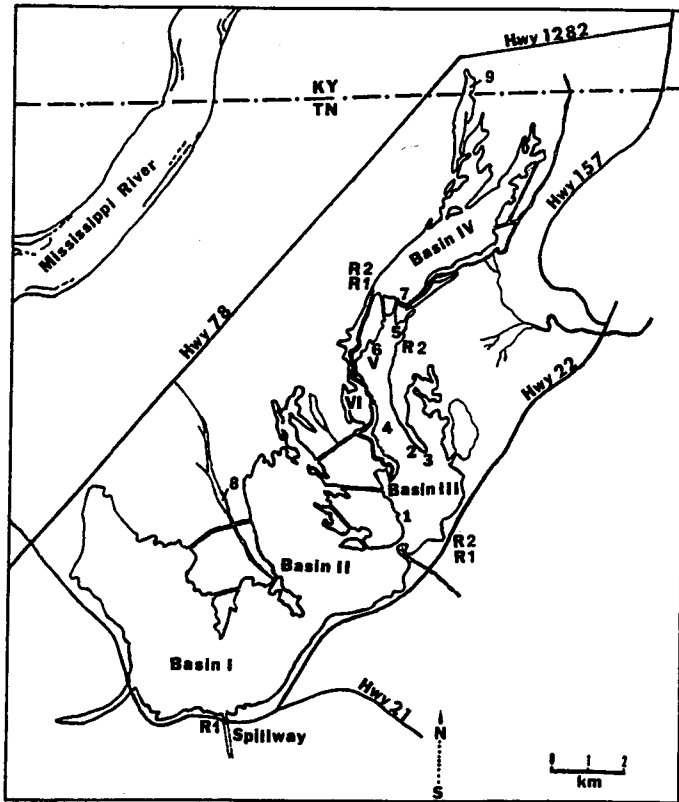 Hwy 1282
9
KY
TN
Mississippi River
Hwy 157
Basin IV
R2
R1
7
Hwy 78
5
R2
6
V
Hwy 22
VI
4
2
3
8
Basin III
1
R2
R1
Basin II
Basin I
Hwy 21
R1
Spillway
N
S
0 1 2
km